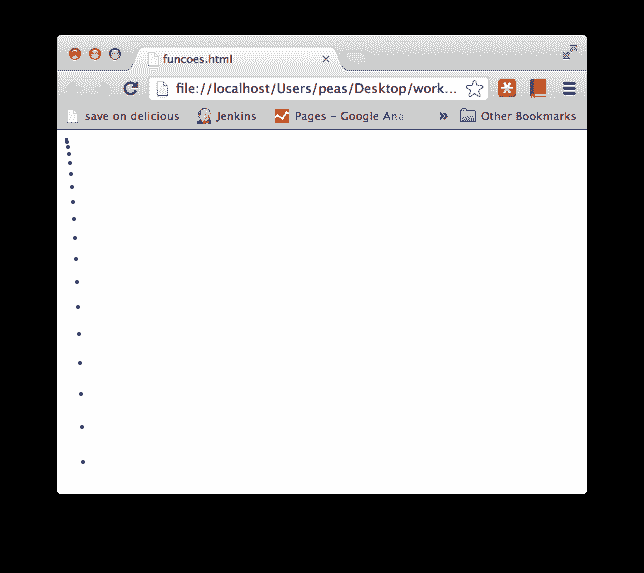 funcoes.html
file://localhost/Users/peas/Desktop/work...
save on delicious Jenkins Pages – Google Ana » Other Bookmarks